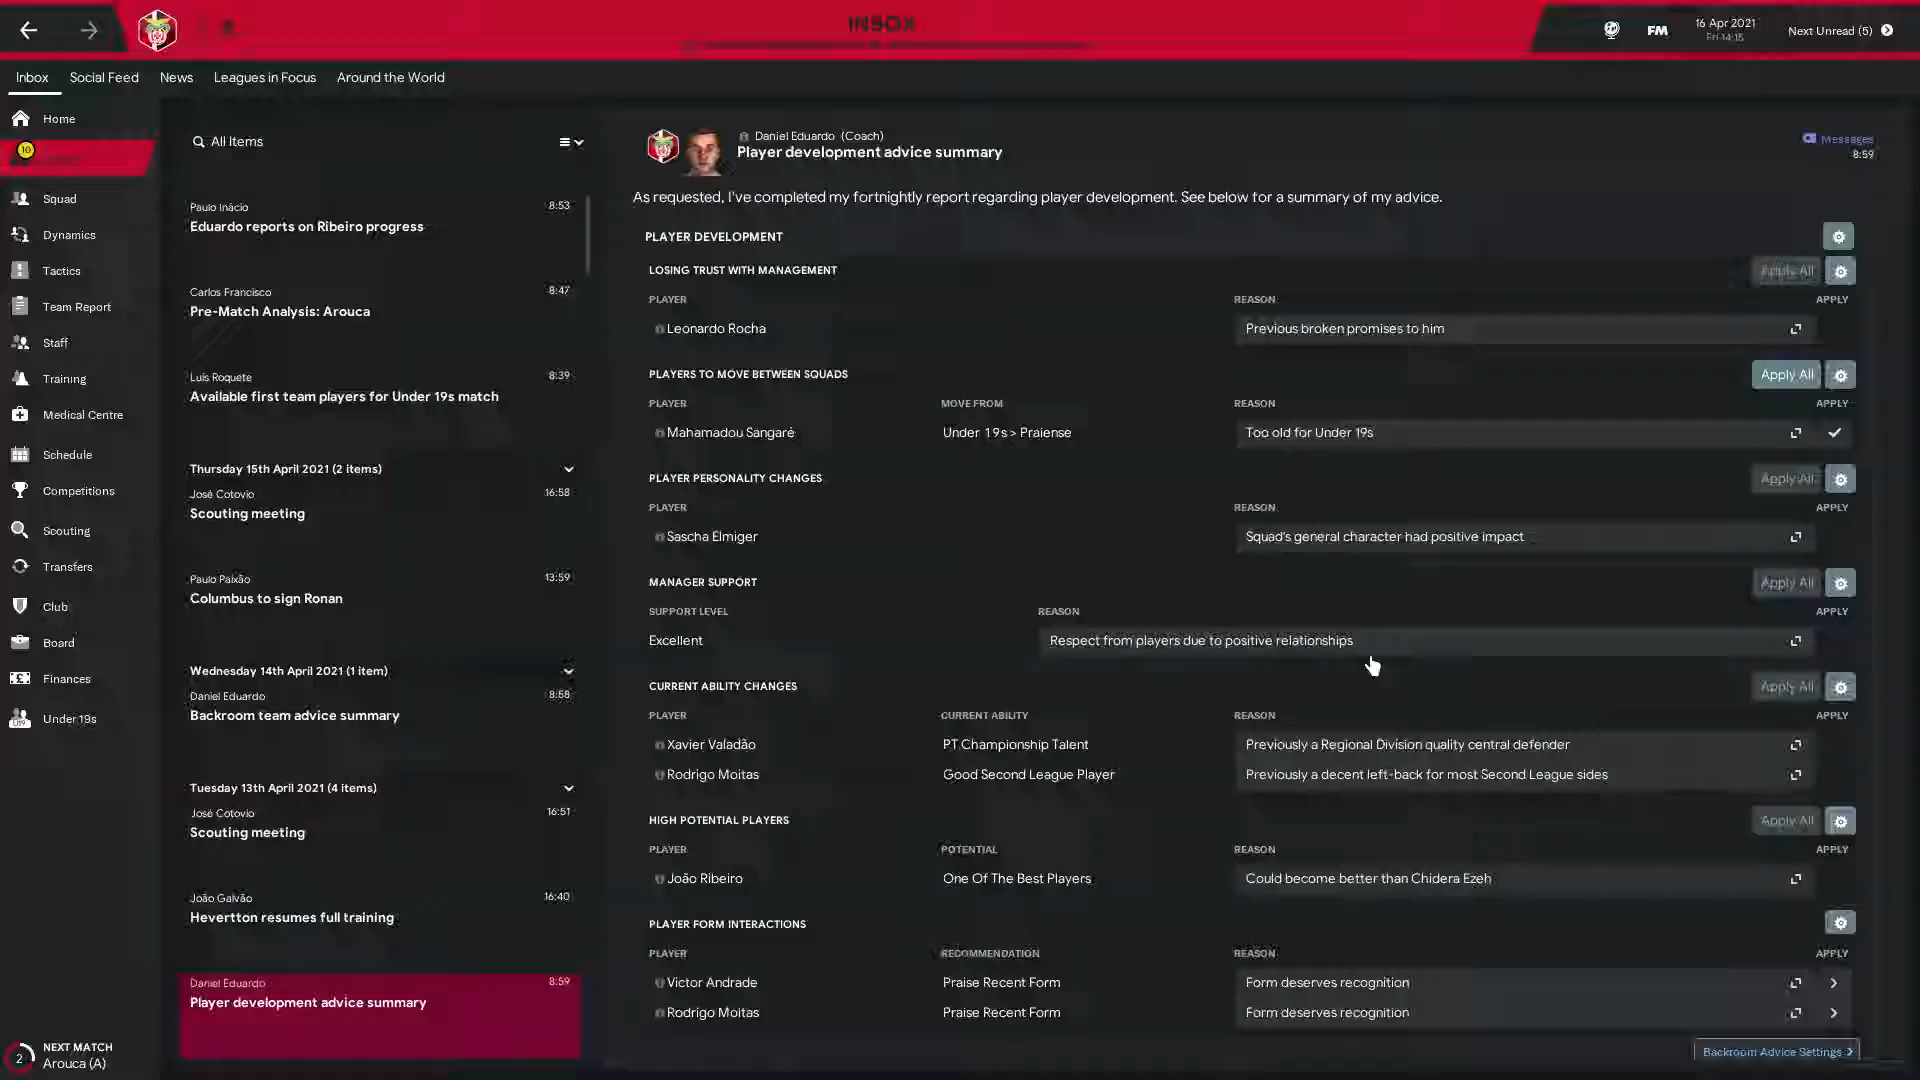 INBOX
FM
16 Apr 2021
Fri 14:15
Next Unread (5)
Inbox
Social Feed
News
Leagues in Focus
Around the World
Home
10
Squad
Dynamics
Tactics
Team Report
Staff
Training
Medical Centre
Schedule
Competitions
Scouting
Transfers
Club
Board
Finances
Under 19s
2
NEXT MATCH
Arouca (A)
All Items
Paulo Inácio 8:53
Eduardo reports on Ribeiro progress
Carlos Francisco 8:47
Pre-Match Analysis: Arouca
Luís Roquete 8:39
Available first team players for Under 19s match
Thursday 15th April 2021 (2 items)
José Cotovio 16:58
Scouting meeting
Paulo Paixão 13:59
Columbus to sign Ronan
Wednesday 14th April 2021 (1 item)
Daniel Eduardo 8:58
Backroom team advice summary
Tuesday 13th April 2021 (4 items)
José Cotovio 16:51
Scouting meeting
João Galvão 16:40
Hevertton resumes full training
Daniel Eduardo 8:59
Player development advice summary
Daniel Eduardo (Coach)
Player development advice summary
Messages
8:59
As requested, I've completed my fortnightly report regarding player development. See below for a summary of my advice.
PLAYER DEVELOPMENT
LOSING TRUST WITH MANAGEMENT Apply All
PLAYER REASON APPLY
Leonardo Rocha Previous broken promises to him
PLAYERS TO MOVE BETWEEN SQUADS Apply All
PLAYER MOVE FROM REASON APPLY
Mahamadou Sangaré Under 19s > Praiense Too old for Under 19s
PLAYER PERSONALITY CHANGES Apply All
PLAYER REASON APPLY
Sascha Elmiger Squad's general character had positive impact
MANAGER SUPPORT Apply All
SUPPORT LEVEL REASON APPLY
Excellent Respect from players due to positive relationships
CURRENT ABILITY CHANGES Apply All
PLAYER CURRENT ABILITY REASON APPLY
Xavier Valadão PT Championship Talent Previously a Regional Division quality central defender
Rodrigo Moitas Good Second League Player Previously a decent left-back for most Second League sides
HIGH POTENTIAL PLAYERS Apply All
PLAYER POTENTIAL REASON APPLY
João Ribeiro One Of The Best Players Could become better than Chidera Ezeh
PLAYER FORM INTERACTIONS
PLAYER RECOMMENDATION REASON APPLY
Victor Andrade Praise Recent Form Form deserves recognition
Rodrigo Moitas Praise Recent Form Form deserves recognition
Backroom Advice Settings >